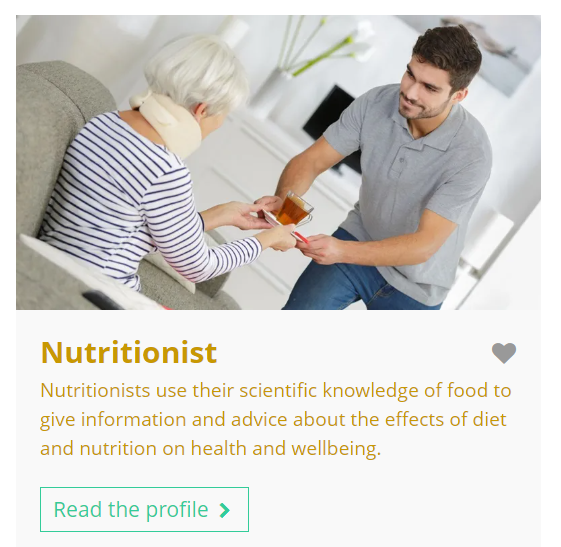 Nutritionist
Nutritionists use their scientific knowledge of food to
give information and advice about the effects of diet
and nutrition on health and wellbeing.
Read the profile